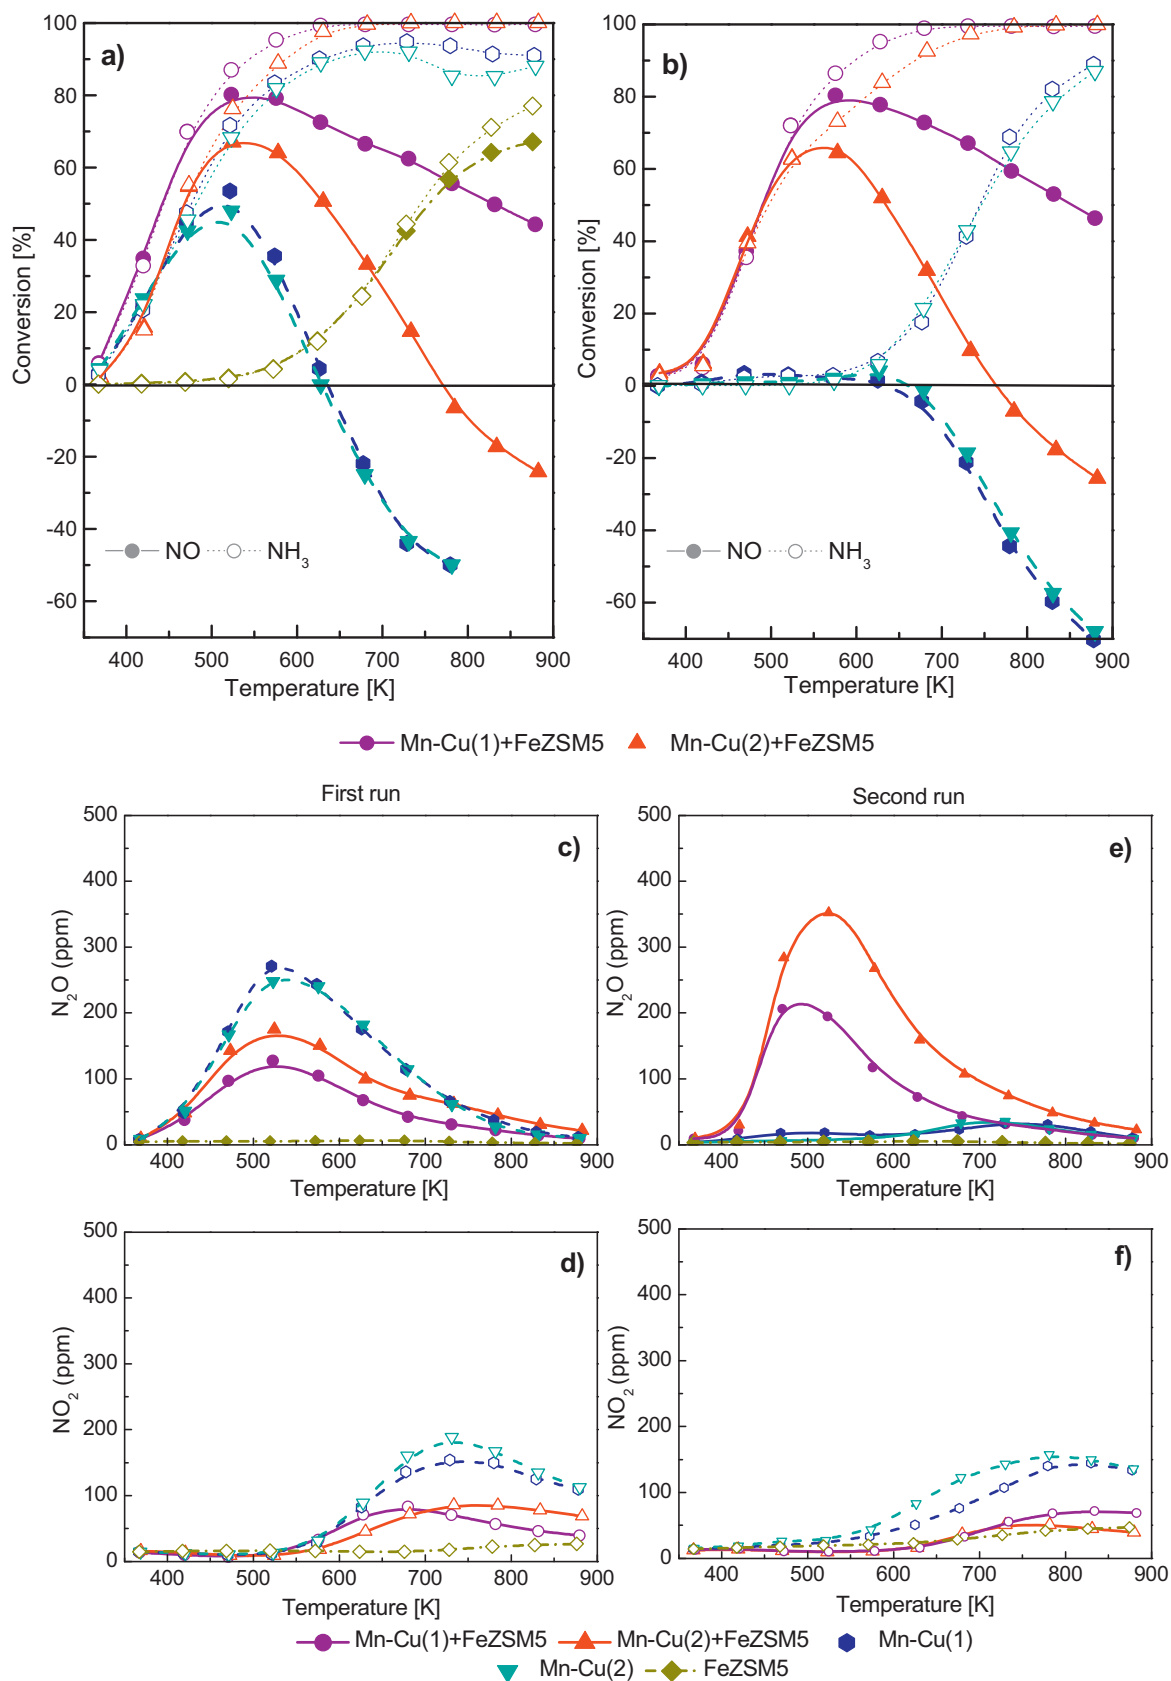 a)
b)
100
80
60
40
20
0
-20
-40
-60
Conversion [%]
NO NH3
400 500 600 700 800 900
Temperature [K]
100
80
60
40
20
0
-20
-40
-60
Conversion [%]
NO NH3
400 500 600 700 800 900
Temperature [K]
Mn-Cu(1)+FeZSM5 Mn-Cu(2)+FeZSM5
First run
Second run
c)
500
400
300
200
100
0
N2O (ppm)
400 500 600 700 800 900
Temperature [K]
e)
500
400
300
200
100
0
N2O (ppm)
400 500 600 700 800 900
Temperature [K]
d)
500
400
300
200
100
0
NO2 (ppm)
400 500 600 700 800 900
Temperature [K]
f)
500
400
300
200
100
0
NO2 (ppm)
400 500 600 700 800 900
Temperature [K]
Mn-Cu(1)+FeZSM5 Mn-Cu(2)+FeZSM5 Mn-Cu(1)
Mn-Cu(2) FeZSM5